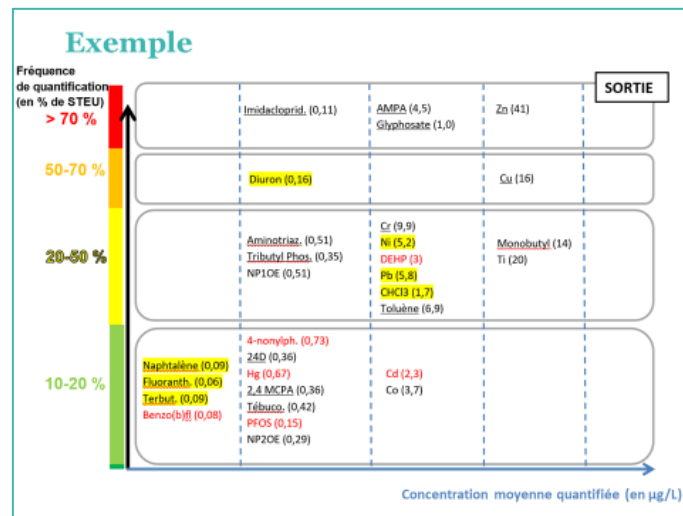 Exemple
Fréquence
de quantification
(en % de STEU)
> 70 %
SORTIE
Imidacloprid. (0,11)
AMPA (4,5)
Glyphosate (1,0)
Zn (41)
50-70 %
Diuron (0,16)
Cu (16)
20-50 %
Aminotriaz. (0,51)
Tributyl Phos. (0,35)
NP1OE (0,51)
Cr (9,9)
Ni (5,2)
DEHP (3)
Pb (5,8)
CHCl3 (1,7)
Toluène (6,9)
Monobutyl (14)
Ti (20)
10-20 %
Naphtalène (0,09)
Fluoranth. (0,06)
Terbut. (0,09)
Benzo(b)fl (0,08)
4-nonylph. (0,73)
24D (0,36)
Hg (0,67)
2,4 MCPA (0,36)
Tébuco. (0,42)
PFOS (0,15)
NP2OE (0,29)
Cd (2,3)
Co (3,7)
Concentration moyenne quantifiée (en µg/L)